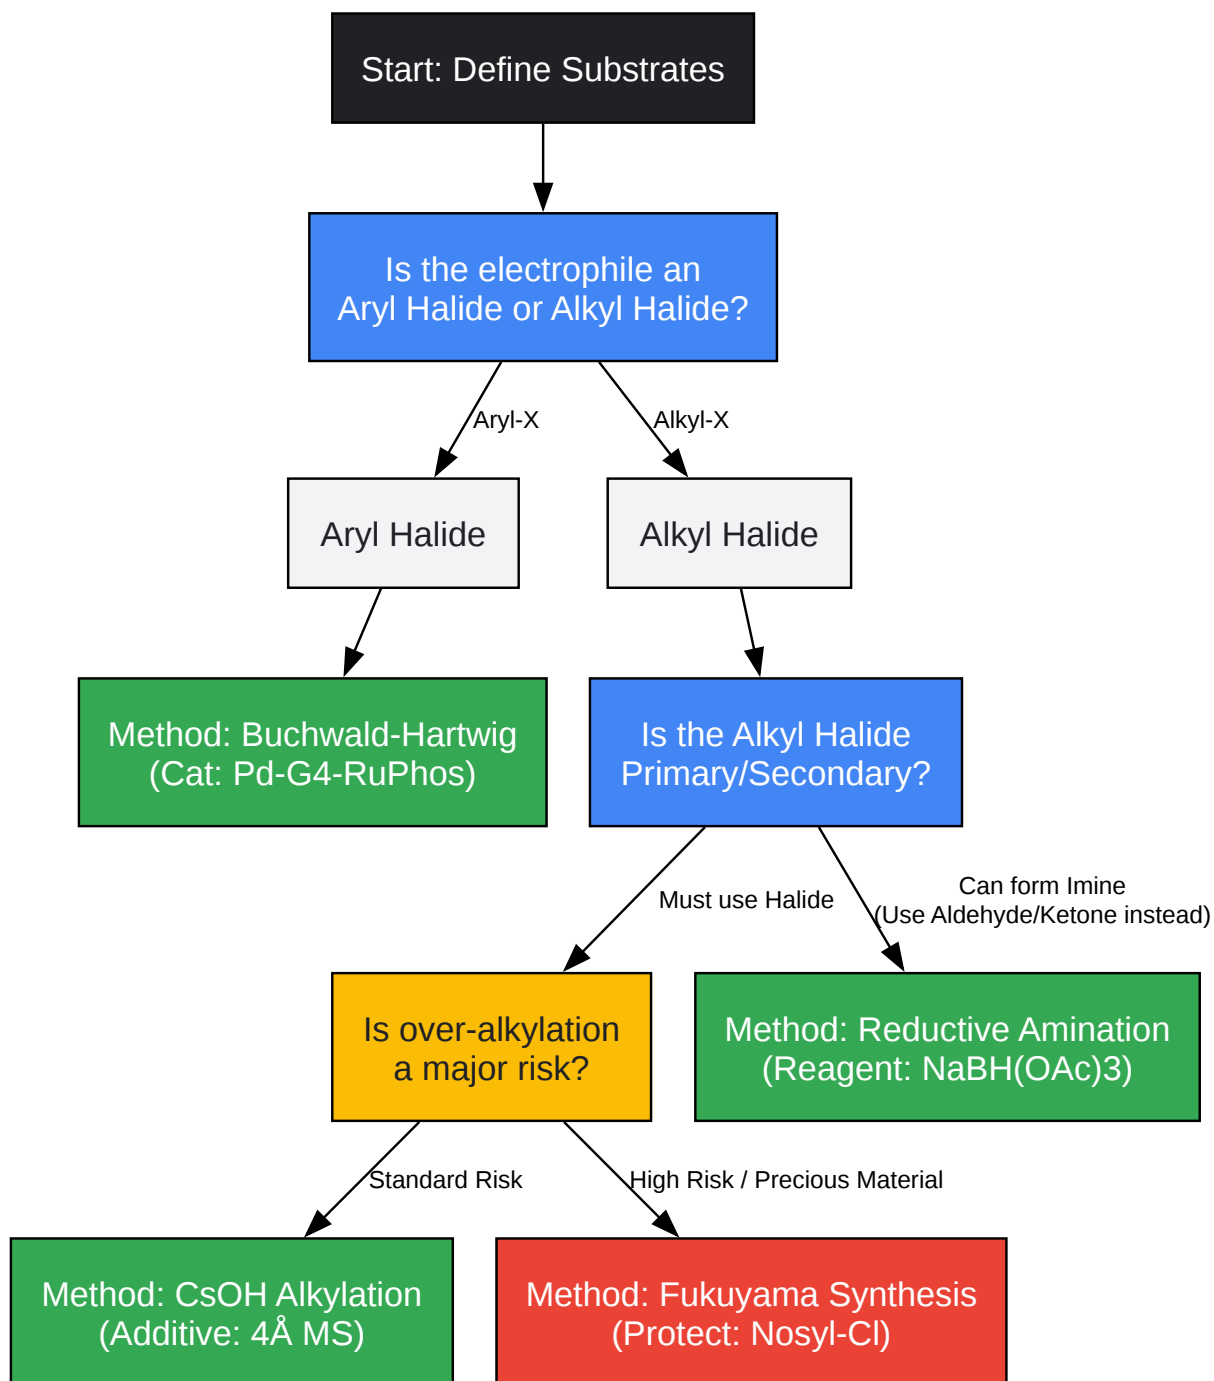 Start: Define Substrates
Is the electrophile an
Aryl Halide or Alkyl Halide?
Aryl-X
Alkyl-X
Aryl Halide
Alkyl Halide
Method: Buchwald-Hartwig
(Cat: Pd-G4-RuPhos)
Is the Alkyl Halide
Primary/Secondary?
Must use Halide
Can form Imine
(Use Aldehyde/Ketone instead)
Is over-alkylation
a major risk?
Method: Reductive Amination
(Reagent: NaBH(OAc)3)
Standard Risk
High Risk / Precious Material
Method: CsOH Alkylation
(Additive: 4Å MS)
Method: Fukuyama Synthesis
(Protect: Nosyl-Cl)